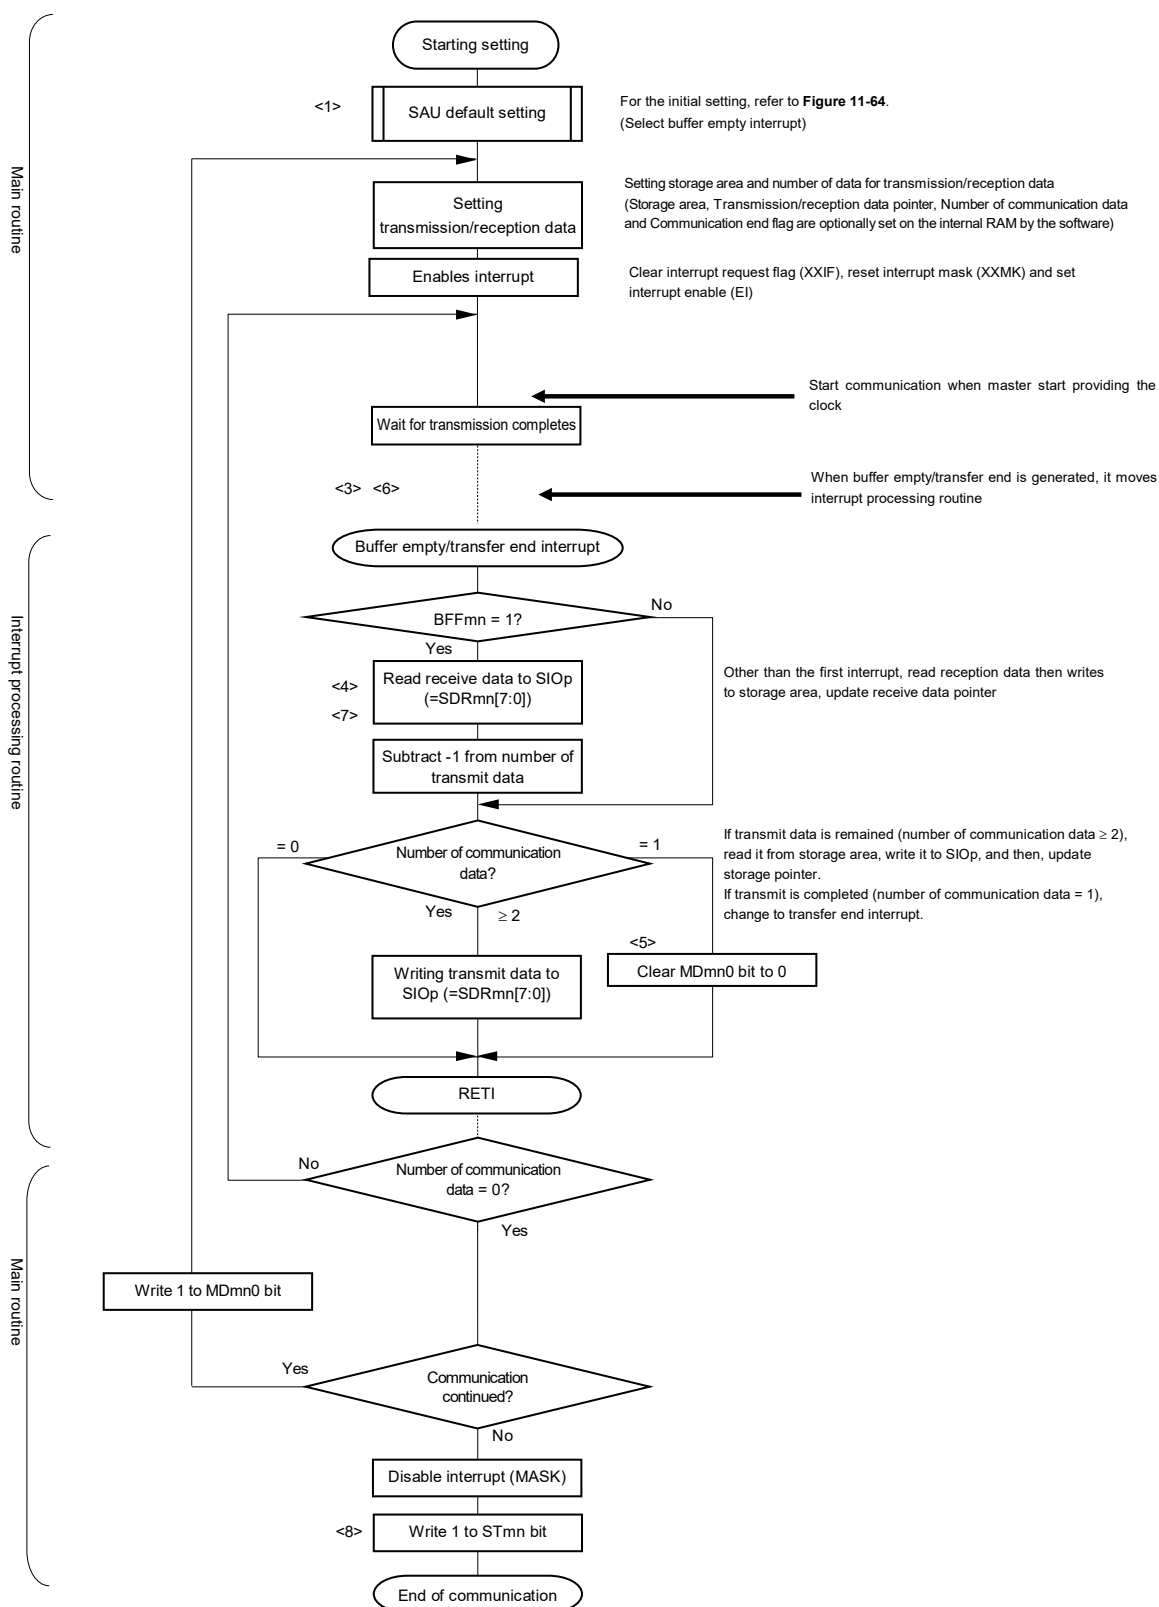 Starting setting
<1>
SAU default setting
For the initial setting, refer to Figure 11-64.
(Select buffer empty interrupt)
Main routine
Setting
transmission/reception data
Setting storage area and number of data for transmission/reception data
(Storage area, Transmission/reception data pointer, Number of communication data
and Communication end flag are optionally set on the internal RAM by the software)
Enables interrupt
Clear interrupt request flag (XXIF), reset interrupt mask (XXMK) and set
interrupt enable (EI)
Start communication when master start providing the
clock
Wait for transmission completes
<3> <6>
When buffer empty/transfer end is generated, it moves
interrupt processing routine
Buffer empty/transfer end interrupt
Interrupt processing routine
BFFmn = 1?
No
Yes
<4>
<7>
Read receive data to SIOp
(=SDRmn[7:0])
Other than the first interrupt, read reception data then writes
to storage area, update receive data pointer
Subtract -1 from number of
transmit data
= 0
Number of communication
data?
= 1
If transmit data is remained (number of communication data ≥ 2),
read it from storage area, write it to SIOp, and then, update
storage pointer.
If transmit is completed (number of communication data = 1),
change to transfer end interrupt.
Yes
≥ 2
<5>
Writing transmit data to
SIOp (=SDRmn[7:0])
Clear MDmn0 bit to 0
RETI
No
Number of communication
data = 0?
Yes
Main routine
Write 1 to MDmn0 bit
Yes
Communication
continued?
No
Disable interrupt (MASK)
<8>
Write 1 to STmn bit
End of communication